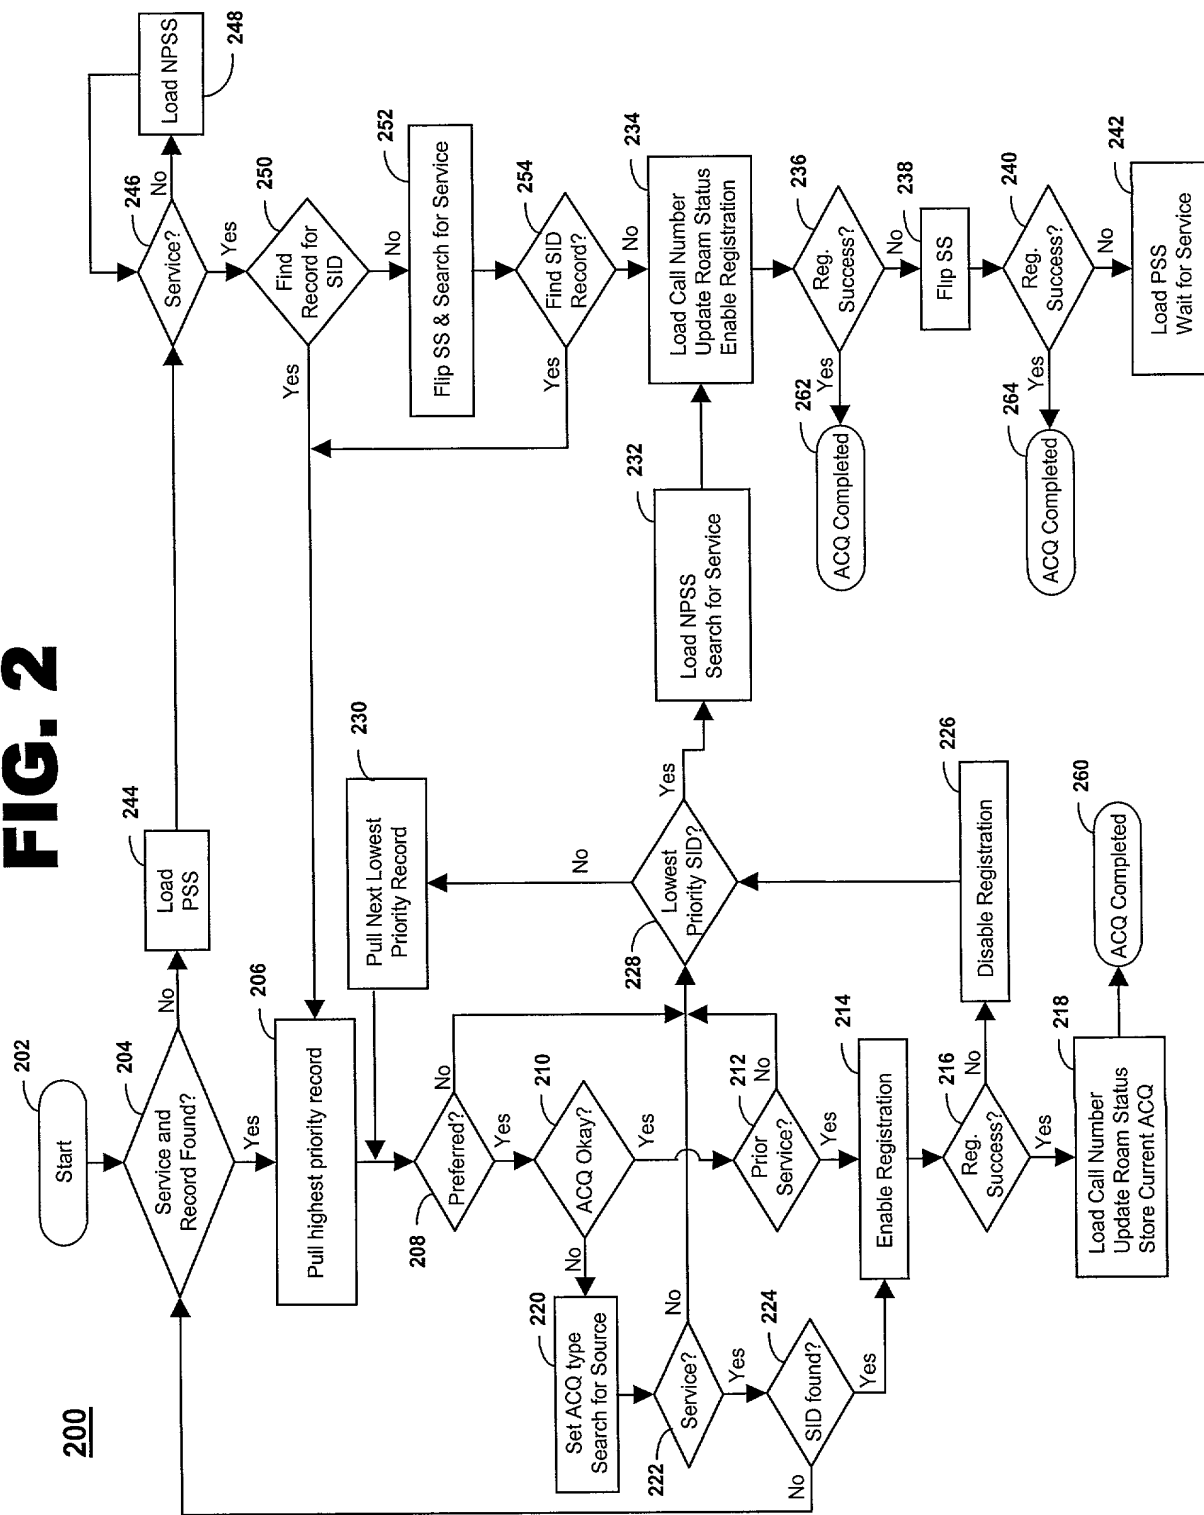 FIG. 2
200
202
Start
204
Service and
Record Found?
No
Yes
244
Load
PSS
206
Pull highest priority record
230
Pull Next Lowest
Priority Record
208
Preferred?
No
Yes
210
ACQ Okay?
No
Yes
212
Prior
Service?
No
Yes
214
Enable Registration
216
Reg.
Success?
No
Yes
218
Load Call Number
Update Roam Status
Store Current ACQ
260
ACQ Completed
220
Set ACQ type
Search for Source
222
Service?
No
Yes
224
SID found?
No
Yes
226
Disable Registration
228
Lowest
Priority SID?
No
Yes
232
Load NPSS
Search for Service
246
Service?
No
Yes
248
Load NPSS
250
Find
Record for
SID
Yes
No
252
Flip SS & Search for Service
254
Find SID
Record?
Yes
No
234
Load Call Number
Update Roam Status
Enable Registration
236
Reg.
Success?
Yes
No
262
ACQ Completed
238
Flip SS
240
Reg.
Success?
Yes
No
264
ACQ Completed
242
Load PSS
Wait for Service